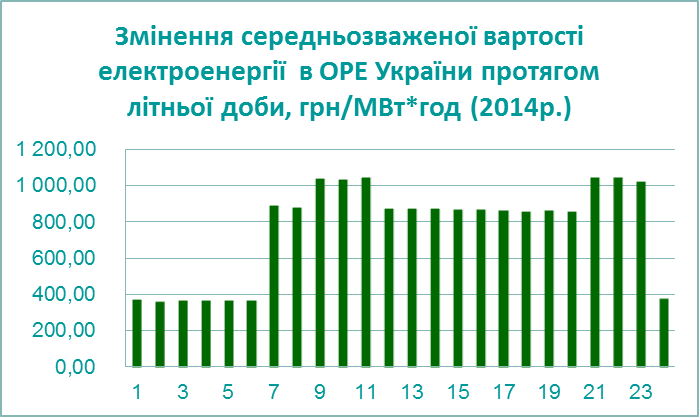 Змінення середньозваженої вартості
електроенергії в ОРЕ України протягом
літньої доби, грн/МВт*год (2014р.)
1 200,00
1 000,00
800,00
600,00
400,00
200,00
0,00
1 3 5 7 9 11 13 15 17 19 21 23